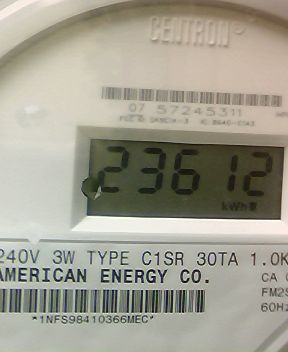 CENTRON
07 57245311
23612
kWh
240V 3W TYPE C1SR 30TA 1.0K
AMERICAN ENERGY CO.
CA
FM2S
60Hz
*1NFS98410366MEC*